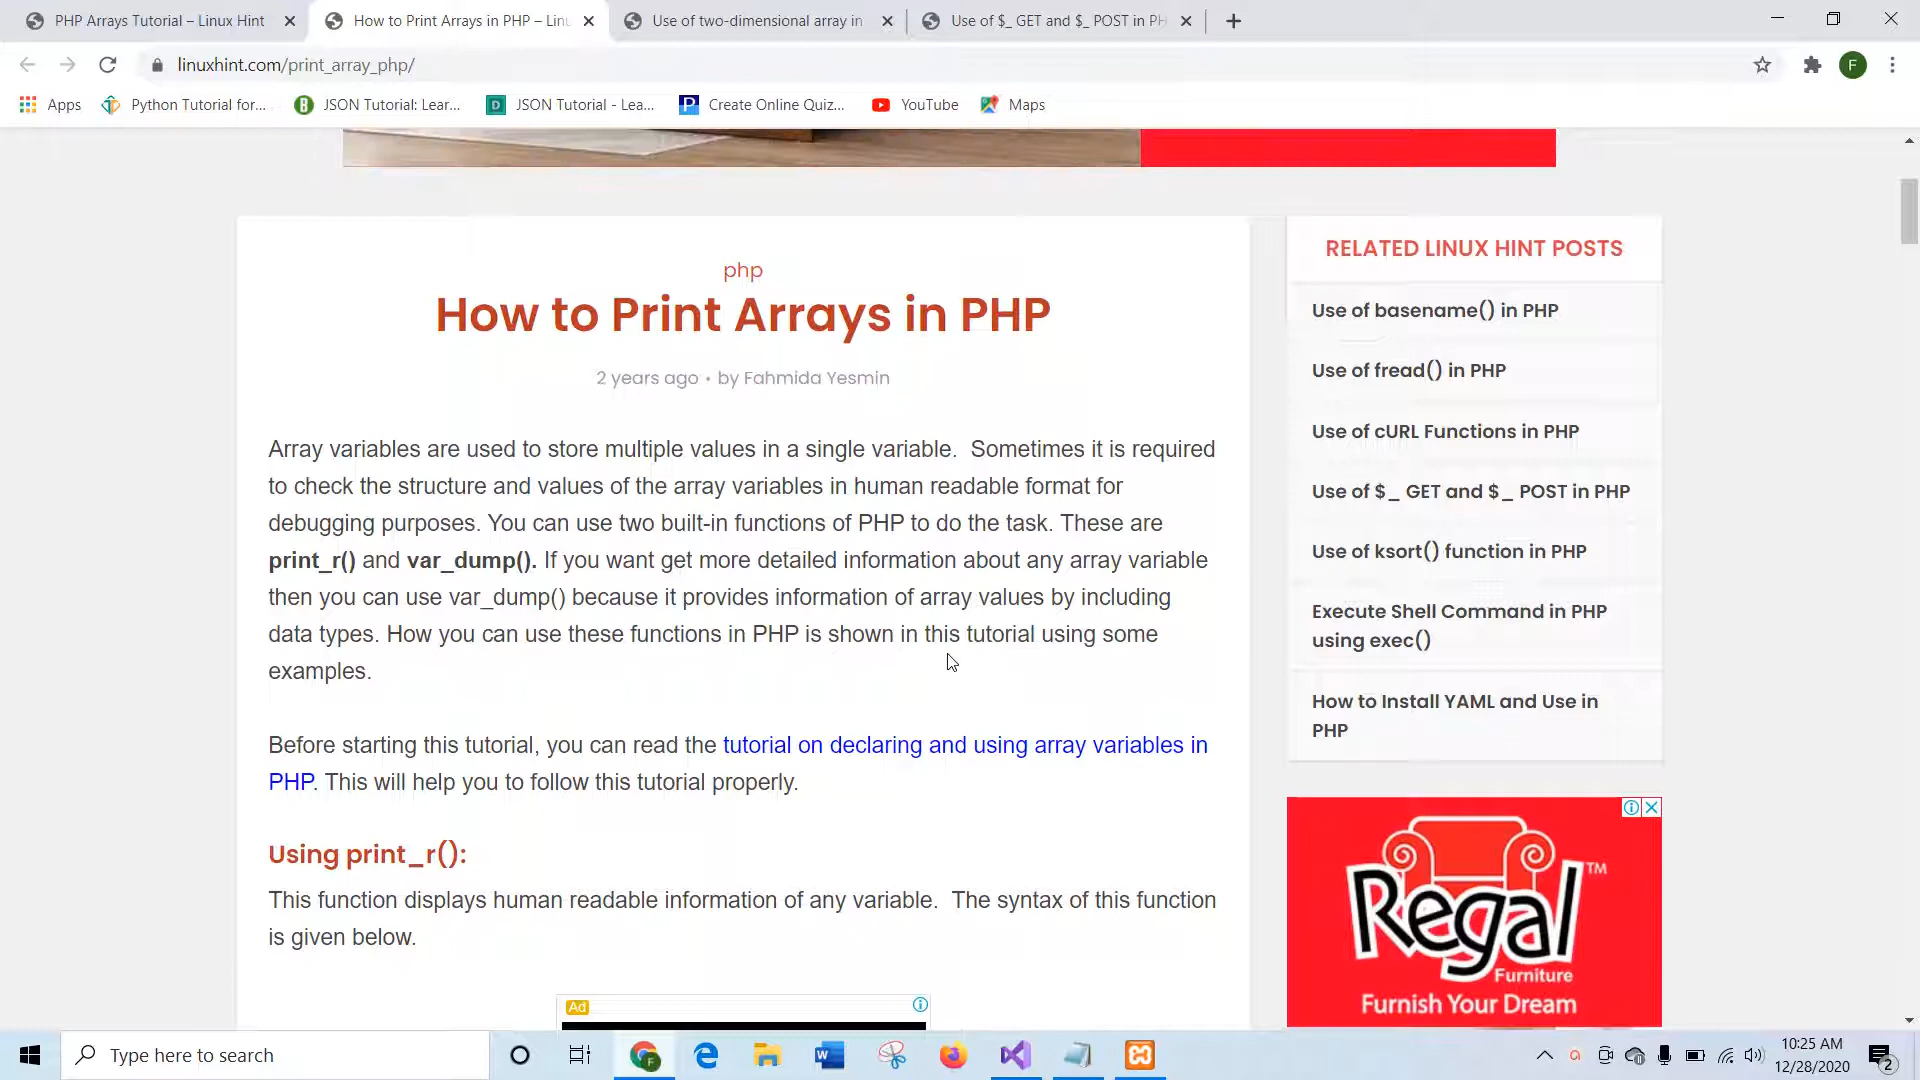 PHP Arrays Tutorial – Linux Hint
How to Print Arrays in PHP – Linu
Use of two-dimensional array in
Use of $_ GET and $_ POST in PH
linuxhint.com/print_array_php/
F
Apps
Python Tutorial for...
JSON Tutorial: Lear...
JSON Tutorial - Lea...
Create Online Quiz...
YouTube
Maps
php
How to Print Arrays in PHP
2 years ago • by Fahmida Yesmin
Array variables are used to store multiple values in a single variable.  Sometimes it is required
to check the structure and values of the array variables in human readable format for
debugging purposes. You can use two built-in functions of PHP to do the task. These are
print_r() and var_dump(). If you want get more detailed information about any array variable
then you can use var_dump() because it provides information of array values by including
data types. How you can use these functions in PHP is shown in this tutorial using some
examples.
Before starting this tutorial, you can read the tutorial on declaring and using array variables in
PHP. This will help you to follow this tutorial properly.
Using print_r():
This function displays human readable information of any variable.  The syntax of this function
is given below.
Ad
RELATED LINUX HINT POSTS
Use of basename() in PHP
Use of fread() in PHP
Use of cURL Functions in PHP
Use of $_ GET and $_ POST in PHP
Use of ksort() function in PHP
Execute Shell Command in PHP
using exec()
How to Install YAML and Use in
PHP
Regal™
Furniture
Furnish Your Dream
Type here to search
10:25 AM
12/28/2020
2